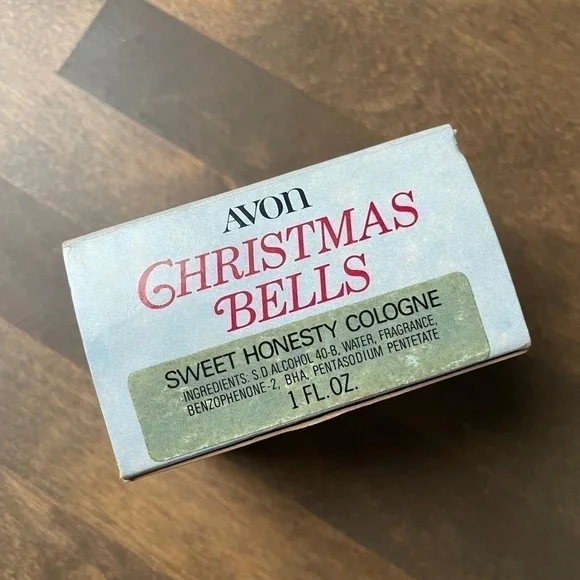 AVON
CHRISTMAS
BELLS
SWEET HONESTY COLOGNE
INGREDIENTS: S.D. ALCOHOL 40-B, WATER, FRAGRANCE,
BENZOPHENONE-2, BHA, PENTASODIUM PENTETATE
1 FL. OZ.